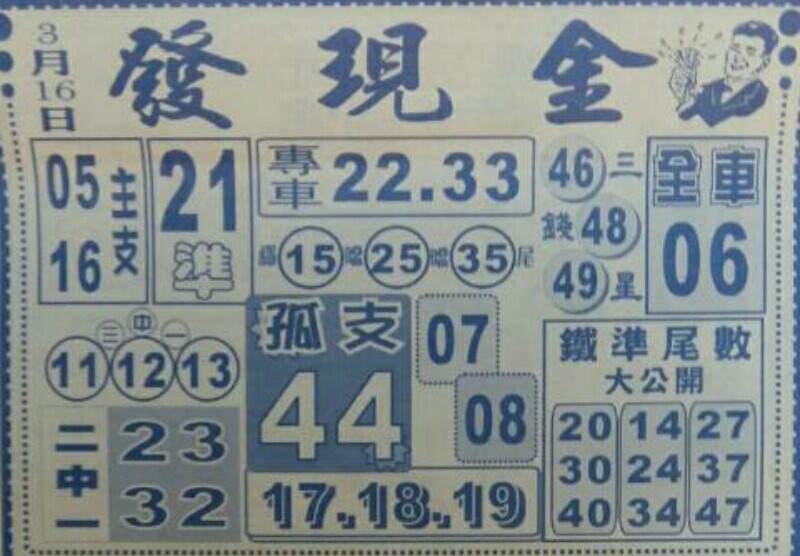 3月16日
發現金
05 16 主支
21 準
專車 22.33
15 25 35 尾
46 三
錢 48
49 星
全車
06
三中一
11 12 13
孤支
44
07
08
二中一 23 32
17.18.19
鐵準尾數
大公開
20 14 27
30 24 37
40 34 47